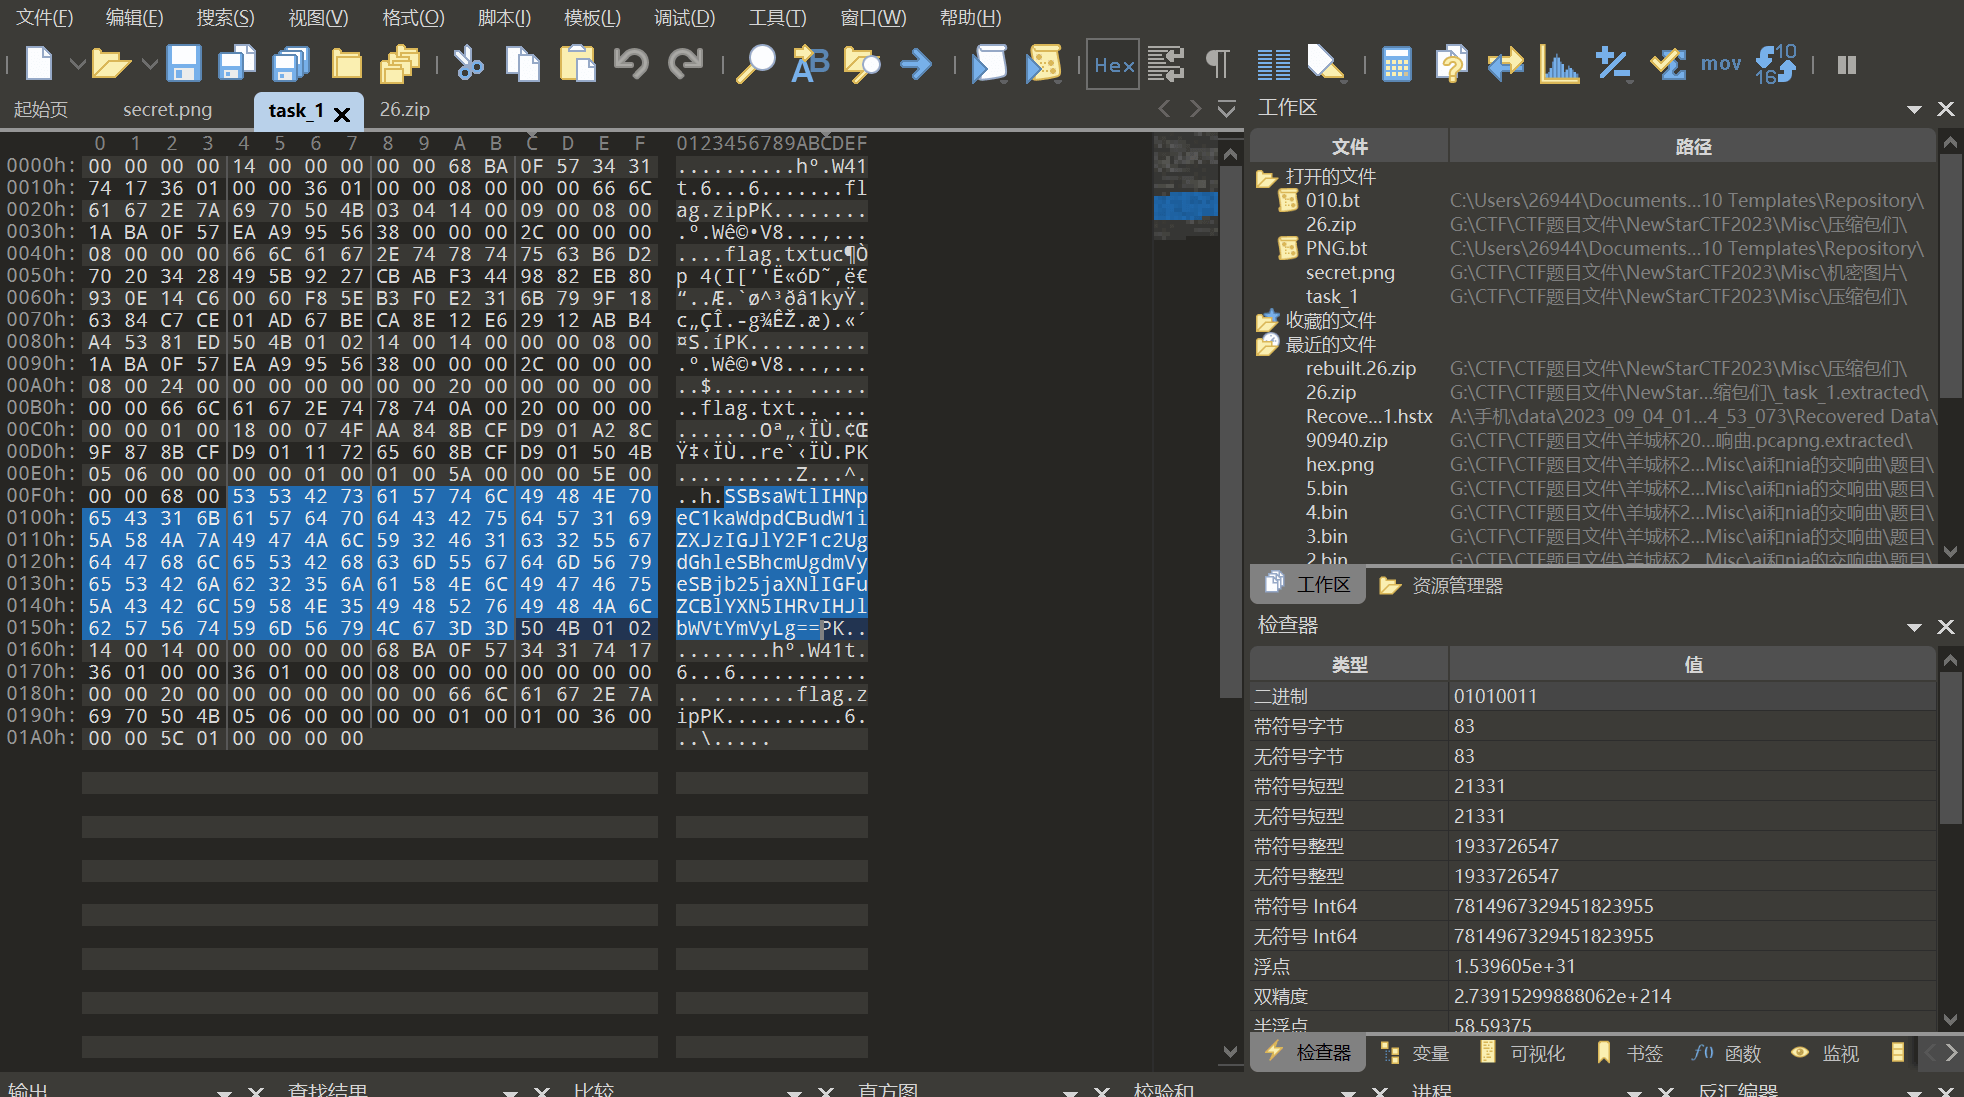 文件(F) 编辑(E) 搜索(S) 视图(V) 格式(O) 脚本(I) 模板(L) 调试(D) 工具(T) 窗口(W) 帮助(H)
Hex mov 10 16
起始页 secret.png task_1 26.zip
0 1 2 3 4 5 6 7 8 9 A B C D E F 0123456789ABCDEF
0000h: 00 00 00 00 14 00 00 00 00 00 68 BA 0F 57 34 31 ..........hº.W41
0010h: 74 17 36 01 00 00 36 01 00 00 08 00 00 00 66 6C t.6...6.......fl
0020h: 61 67 2E 7A 69 70 50 4B 03 04 14 00 09 00 08 00 ag.zipPK........
0030h: 1A BA 0F 57 EA A9 95 56 38 00 00 00 2C 00 00 00 .º.Wê©•V8...,...
0040h: 08 00 00 00 66 6C 61 67 2E 74 78 74 75 63 B6 D2 ....flag.txtuc¶Ò
0050h: 70 20 34 28 49 5B 92 27 CB AB F3 44 98 82 EB 80 p 4(I[’'Ë«óD˜‚ë€
0060h: 93 0E 14 C6 00 60 F8 5E B3 F0 E2 31 6B 79 9F 18 “..Æ.`ø^³ðâ1kyŸ.
0070h: 63 84 C7 CE 01 AD 67 BE CA 8E 12 E6 29 12 AB B4 c„ÇÎ.-g¾ÊŽ.æ).«´
0080h: A4 53 81 ED 50 4B 01 02 14 00 14 00 00 00 08 00 ¤S.íPK..........
0090h: 1A BA 0F 57 EA A9 95 56 38 00 00 00 2C 00 00 00 .º.Wê©•V8...,...
00A0h: 08 00 24 00 00 00 00 00 00 00 20 00 00 00 00 00 ..$....... .....
00B0h: 00 00 66 6C 61 67 2E 74 78 74 0A 00 20 00 00 00 ..flag.txt.. ...
00C0h: 00 00 01 00 18 00 07 4F AA 84 8B CF D9 01 A2 8C .......Oª„‹ÏÙ.¢Œ
00D0h: 9F 87 8B CF D9 01 11 72 65 60 8B CF D9 01 50 4B Ÿ‡‹ÏÙ..re`‹ÏÙ.PK
00E0h: 05 06 00 00 00 00 01 00 01 00 5A 00 00 00 5E 00 ..........Z...^.
00F0h: 00 00 68 00 53 53 42 73 61 57 74 6C 49 48 4E 70 ..h.SSBsaWtlIHNp
0100h: 65 43 31 6B 61 57 64 70 64 43 42 75 64 57 31 69 eC1kaWdpdCBudW1i
0110h: 5A 58 4A 7A 49 47 4A 6C 59 32 46 31 63 32 55 67 ZXJzIGJlY2F1c2Ug
0120h: 64 47 68 6C 65 53 42 68 63 6D 55 67 64 6D 56 79 dGhleSBhcmUgdmVy
0130h: 65 53 42 6A 62 32 35 6A 61 58 4E 6C 49 47 46 75 eSBjb25jaXNlIGFu
0140h: 5A 43 42 6C 59 58 4E 35 49 48 52 76 49 48 4A 6C ZCBlYXN5IHRvIHJl
0150h: 62 57 56 74 59 6D 56 79 4C 67 3D 3D 50 4B 01 02 bWVtYmVyLg==PK..
0160h: 14 00 14 00 00 00 00 00 68 BA 0F 57 34 31 74 17 ........hº.W41t.
0170h: 36 01 00 00 36 01 00 00 08 00 00 00 00 00 00 00 6...6...........
0180h: 00 00 20 00 00 00 00 00 00 00 66 6C 61 67 2E 7A .. .......flag.z
0190h: 69 70 50 4B 05 06 00 00 00 00 01 00 01 00 36 00 ipPK..........6.
01A0h: 00 00 5C 01 00 00 00 00 ..\.....
工作区
文件 路径
打开的文件
010.bt C:\Users\26944\Documents...10 Templates\Repository\
26.zip G:\CTF\CTF题目文件\NewStarCTF2023\Misc\压缩包们\
PNG.bt C:\Users\26944\Documents...10 Templates\Repository\
secret.png G:\CTF\CTF题目文件\NewStarCTF2023\Misc\机密图片\
task_1 G:\CTF\CTF题目文件\NewStarCTF2023\Misc\压缩包们\
收藏的文件
最近的文件
rebuilt.26.zip G:\CTF\CTF题目文件\NewStarCTF2023\Misc\压缩包们\
26.zip G:\CTF\CTF题目文件\NewStar...缩包们\_task_1.extracted\
Recove...1.hstx A:\手机\data\2023_09_04_01...4_53_073\Recovered Data\
90940.zip G:\CTF\CTF题目文件\羊城杯20...响曲.pcapng.extracted\
hex.png G:\CTF\CTF题目文件\羊城杯2...Misc\ai和nia的交响曲\题目\
5.bin G:\CTF\CTF题目文件\羊城杯2...Misc\ai和nia的交响曲\题目\
4.bin G:\CTF\CTF题目文件\羊城杯2...Misc\ai和nia的交响曲\题目\
3.bin G:\CTF\CTF题目文件\羊城杯2...Misc\ai和nia的交响曲\题目\
2.bin G:\CTF\CTF题目文件\羊城杯2...Misc\ai和nia的交响曲\题目\
工作区 资源管理器
检查器
类型 值
二进制 01010011
带符号字节 83
无符号字节 83
带符号短型 21331
无符号短型 21331
带符号整型 1933726547
无符号整型 1933726547
带符号 Int64 7814967329451823955
无符号 Int64 7814967329451823955
浮点 1.539605e+31
双精度 2.73915299888062e+214
半浮点 58.59375
检查器 变量 可视化 书签 f() 函数 监视
输出 查找结果 比较 直方图 校验和 进程 反汇编器